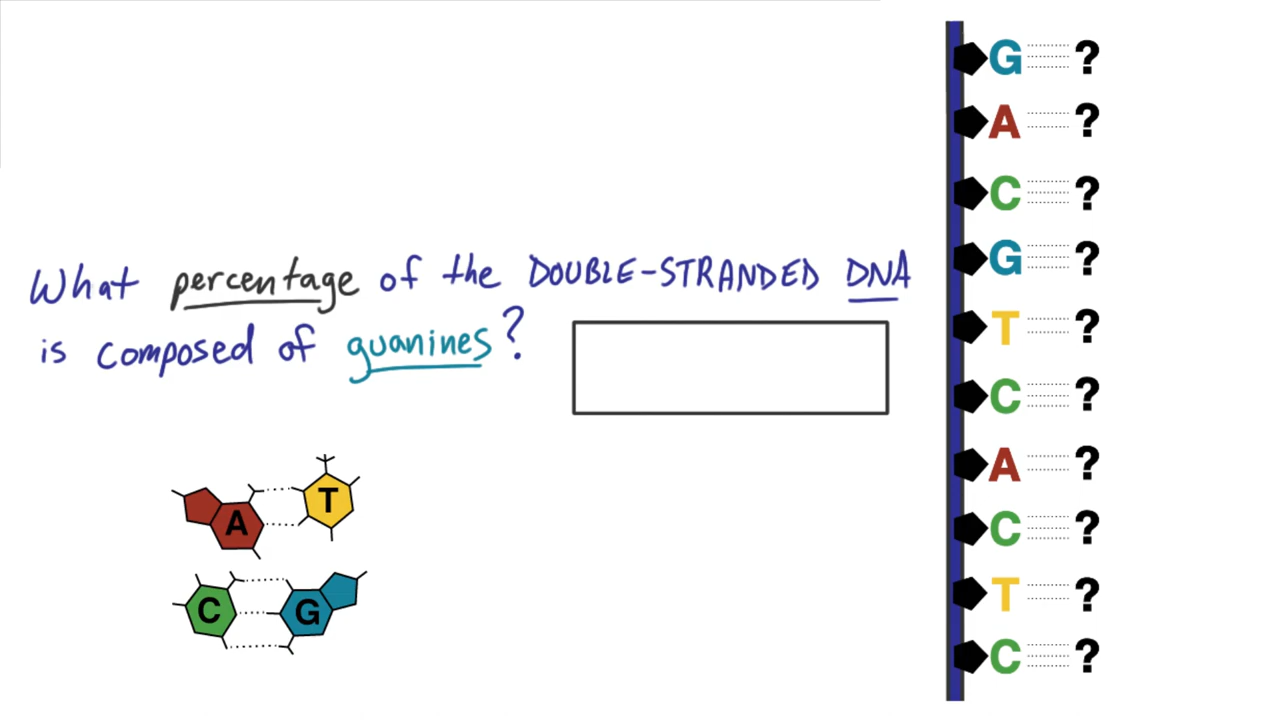 What percentage of the DOUBLE-STRANDED DNA
is composed of guanines?
A T
C G
G ?
A ?
C ?
G ?
T ?
C ?
A ?
C ?
T ?
C ?